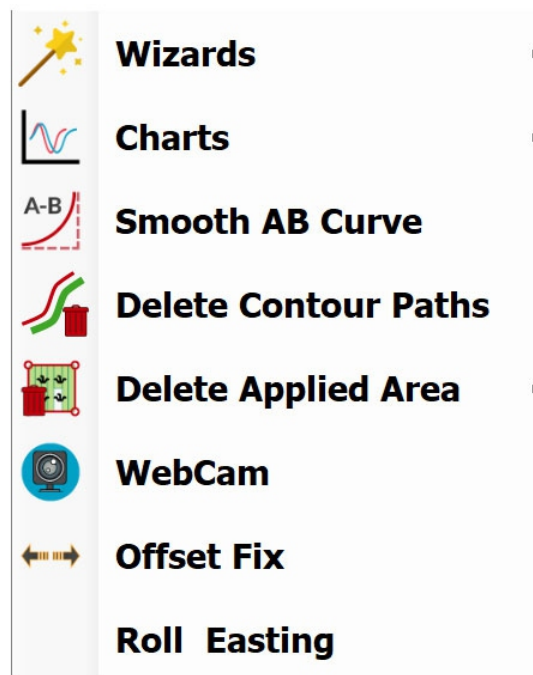 Wizards
Charts
A-B
Smooth AB Curve
Delete Contour Paths
Delete Applied Area
WebCam
Offset Fix
Roll  Easting